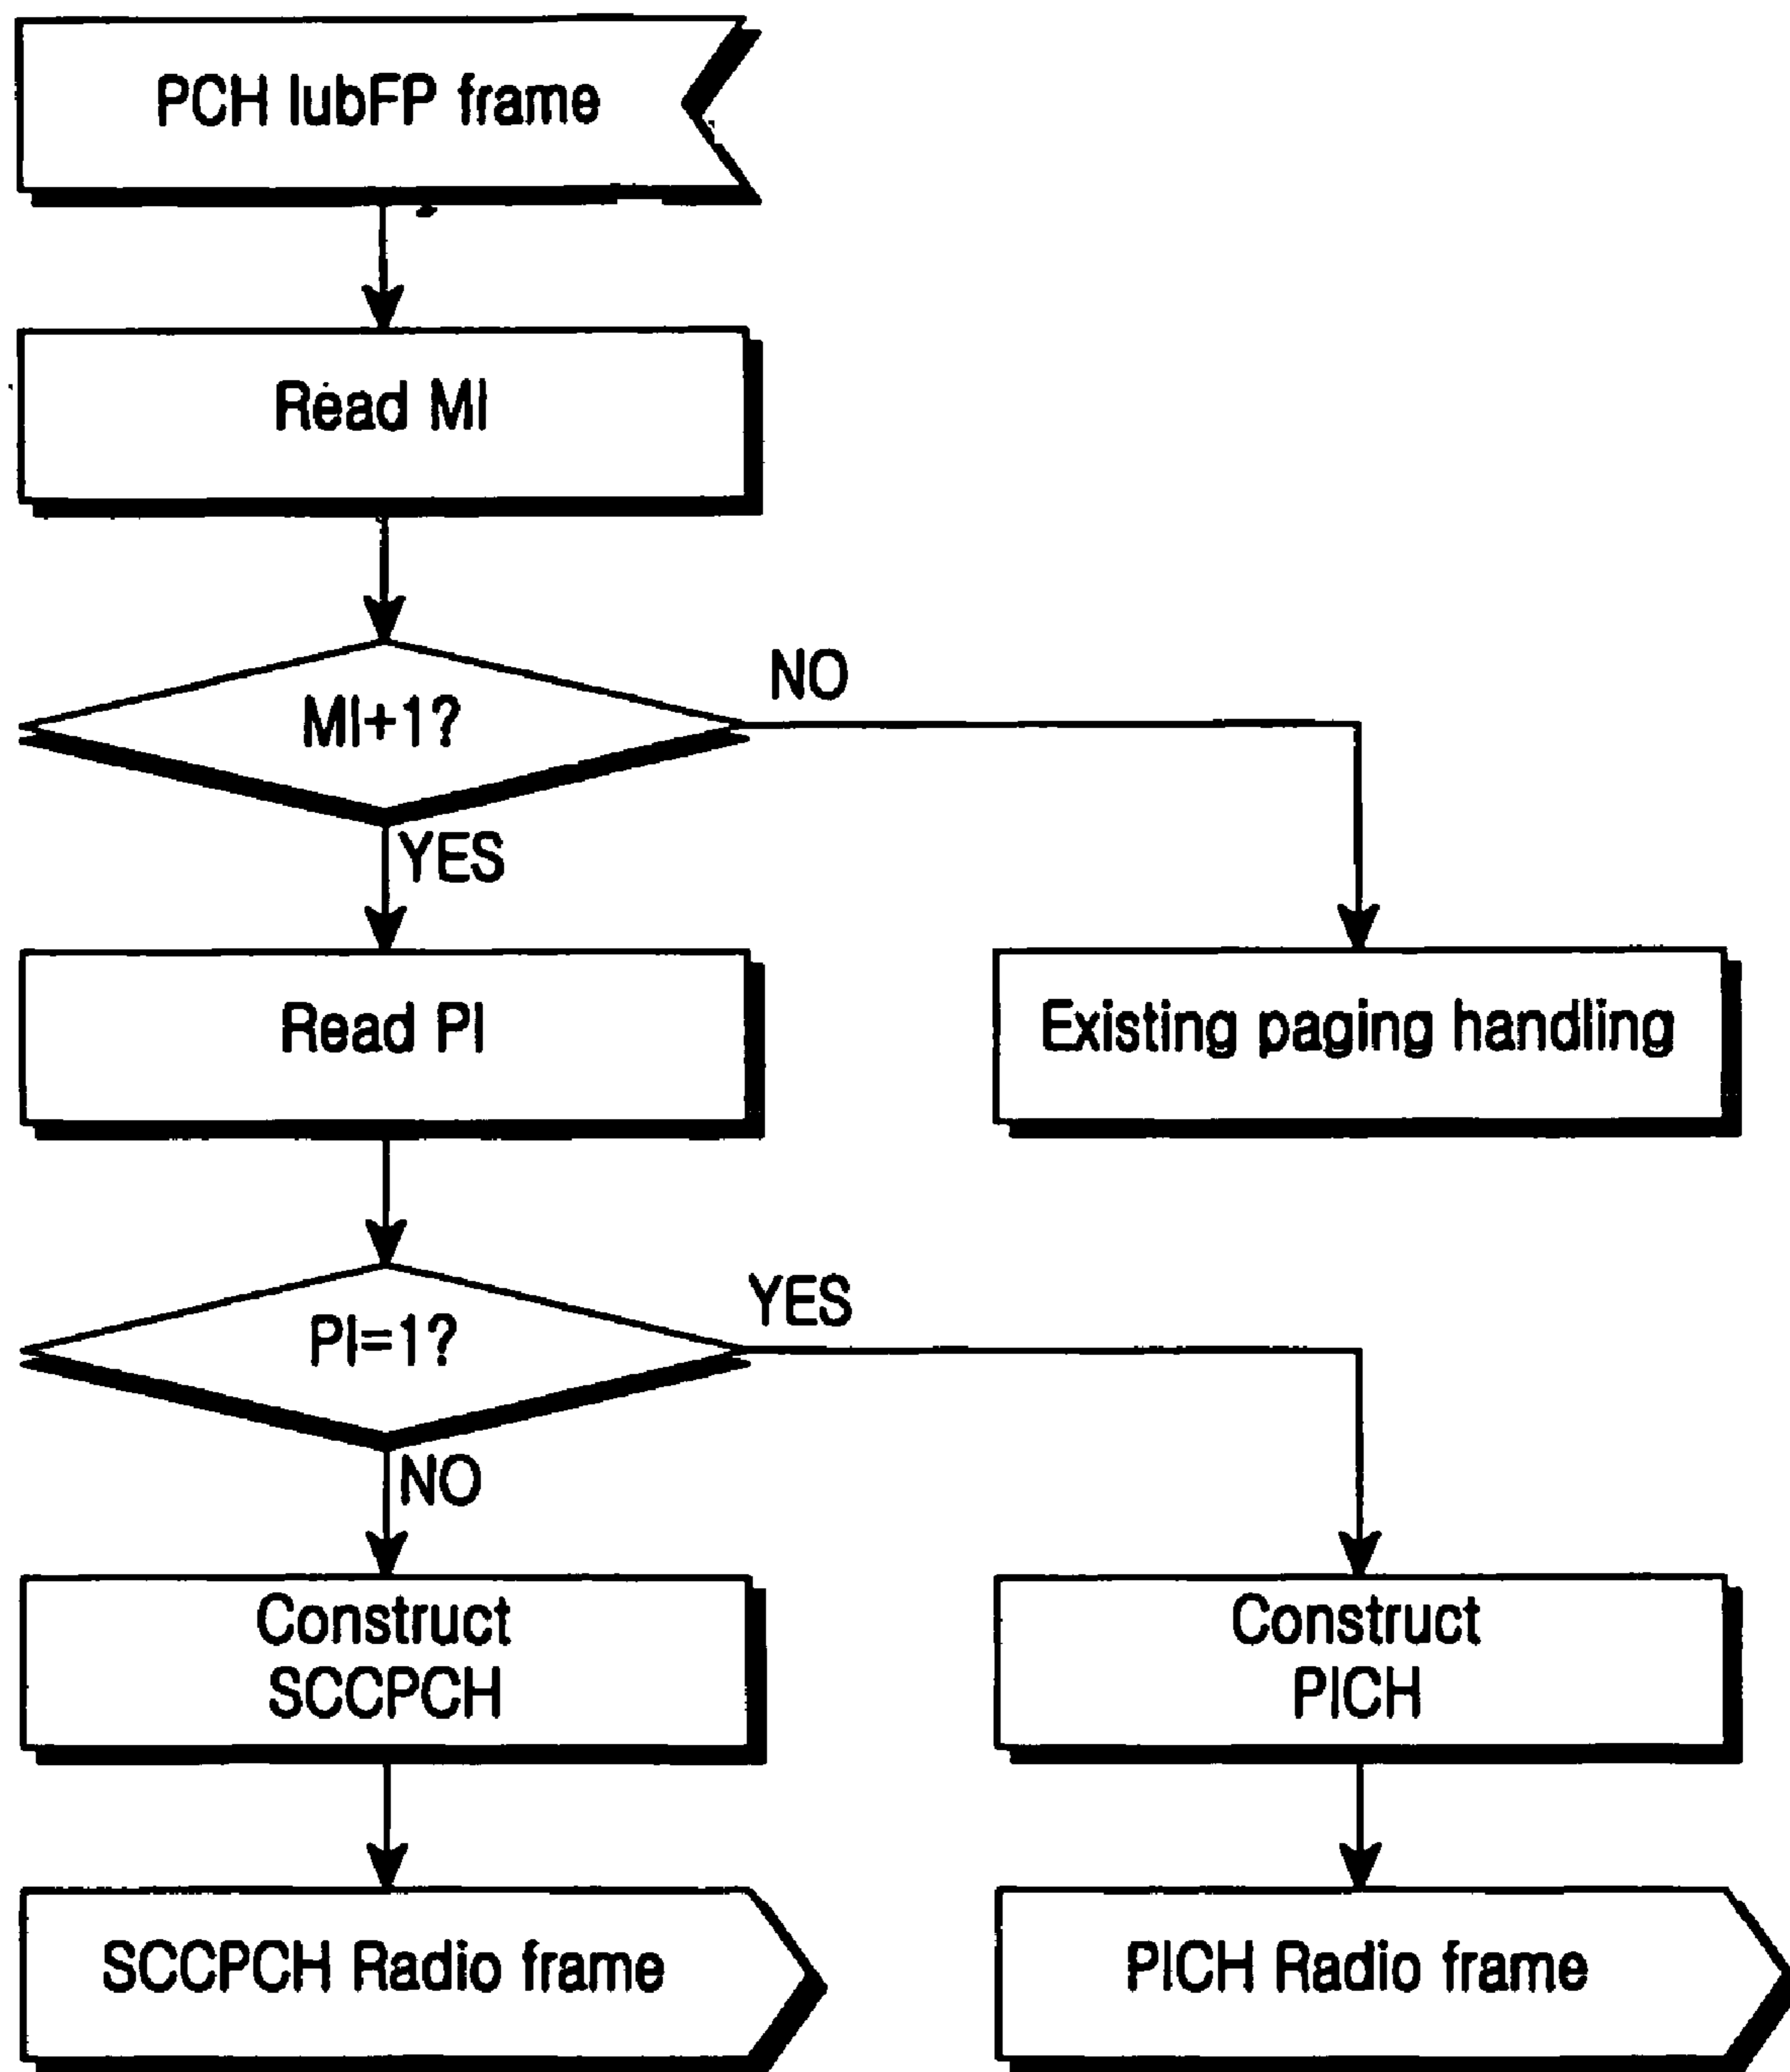 PCH IubFP frame
Read MI
MI+1?
NO
YES
Read PI
Existing paging handling
PI=1?
YES
NO
Construct
SCCPCH
Construct
PICH
SCCPCH Radio frame
PICH Radio frame